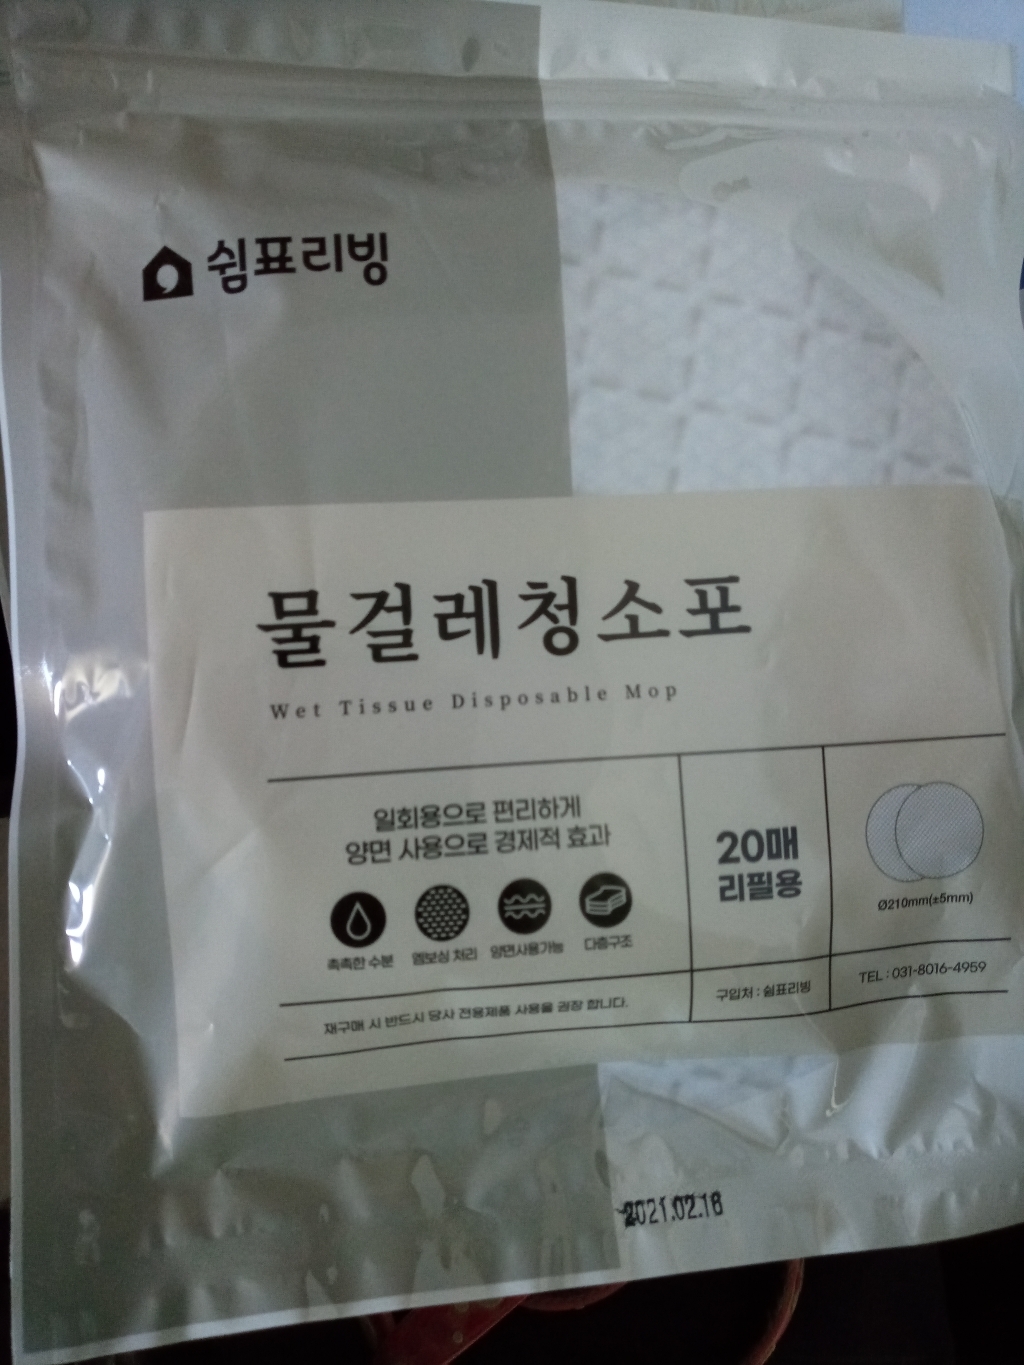 쉼표리빙
물걸레청소포
Wet Tissue Disposable Mop
일회용으로 편리하게
양면 사용으로 경제적 효과
촉촉한 수분
엠보싱 처리
양면사용가능
다층구조
20매
리필용
Ø210mm(±5mm)
재구매 시 반드시 당사 전용제품 사용을 권장 합니다.
구입처 : 쉼표리빙
TEL : 031-8016-4959
2021.02.18